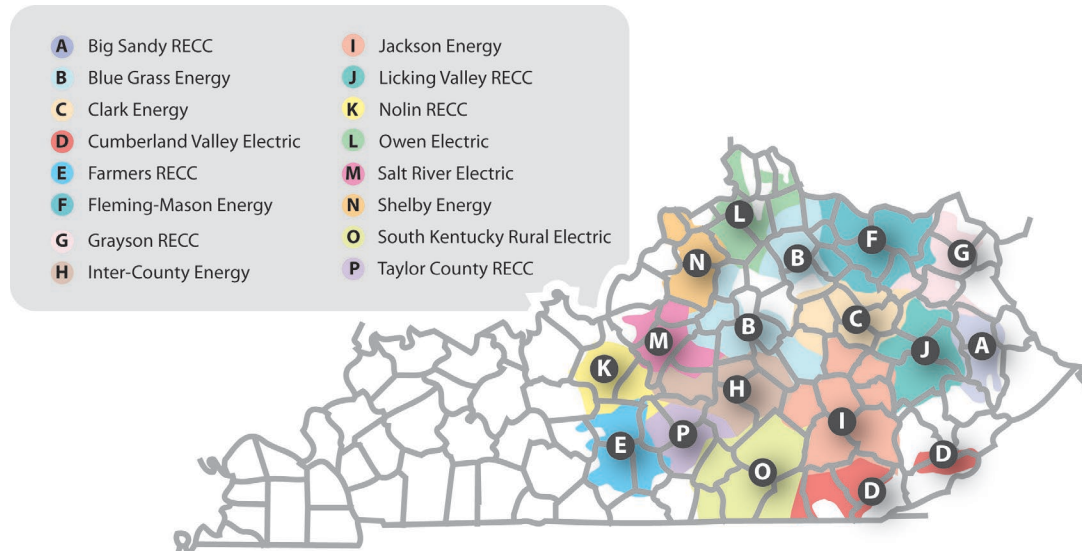 A Big Sandy RECC
B Blue Grass Energy
C Clark Energy
D Cumberland Valley Electric
E Farmers RECC
F Fleming-Mason Energy
G Grayson RECC
H Inter-County Energy
I Jackson Energy
J Licking Valley RECC
K Nolin RECC
L Owen Electric
M Salt River Electric
N Shelby Energy
O South Kentucky Rural Electric
P Taylor County RECC
L
F
B
G
N
C
B
M
J
A
K
H
I
P
E
D
O
D